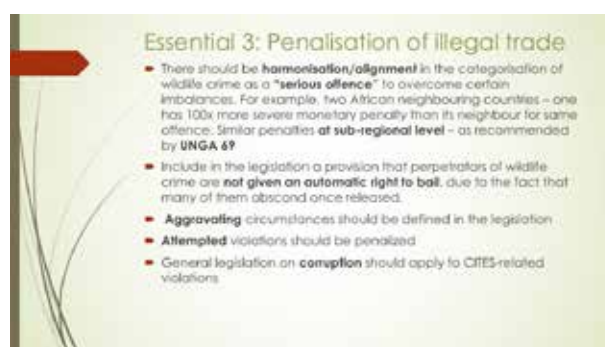 Essential 3: Penalisation of illegal trade
There should be harmonisation/alignment in the categorisation of
wildlife crime as a "serious offence" to overcome certain
imbalances. For example, two African neighbouring countries – one
has 100x more severe monetary penalty than its neighbour for same
offence. Similar penalties at sub-regional level – as recommended
by UNGA 69
Include in the legislation a provision that perpetrators of wildlife
crime are not given an automatic right to bail, due to the fact that
many of them abscond once released.
Aggravating circumstances should be defined in the legislation
Attempted violations should be penalized
General legislation on corruption should apply to CITES-related
violations